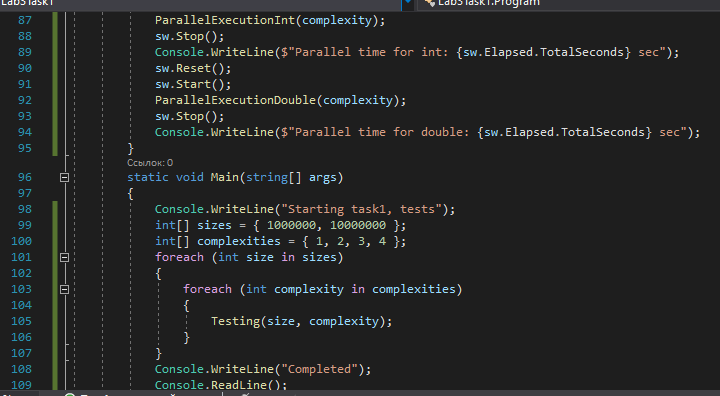 Lab5Task1 Lab5Task1.Program
87 ParallelExecutionInt(complexity);
88 sw.Stop();
89 Console.WriteLine($"Parallel time for int: {sw.Elapsed.TotalSeconds} sec");
90 sw.Reset();
91 sw.Start();
92 ParallelExecutionDouble(complexity);
93 sw.Stop();
94 Console.WriteLine($"Parallel time for double: {sw.Elapsed.TotalSeconds} sec");
95 }
Ссылок: 0
96 static void Main(string[] args)
97 {
98 Console.WriteLine("Starting task1, tests");
99 int[] sizes = { 1000000, 10000000 };
100 int[] complexities = { 1, 2, 3, 4 };
101 foreach (int size in sizes)
102 {
103 foreach (int complexity in complexities)
104 {
105 Testing(size, complexity);
106 }
107 }
108 Console.WriteLine("Completed");
109 Console.ReadLine();